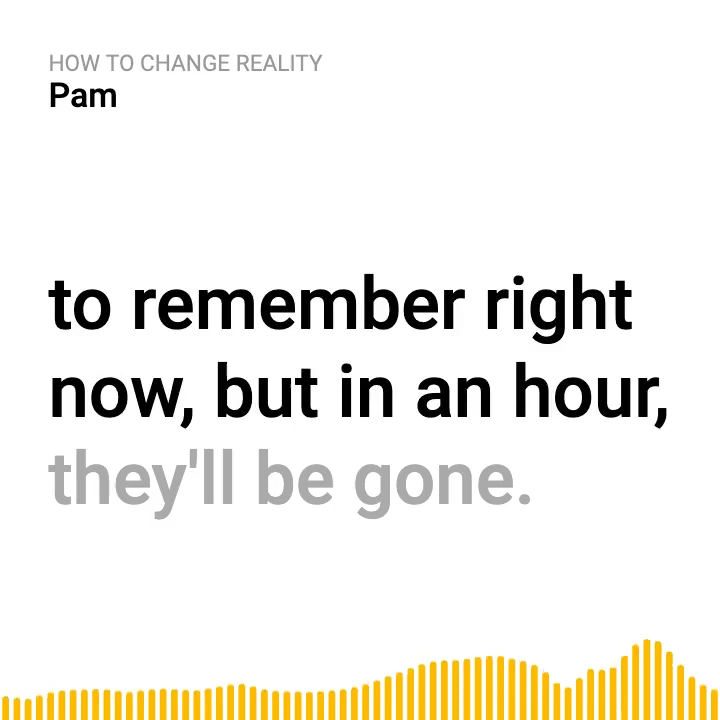 HOW TO CHANGE REALITY
Pam
to remember right
now, but in an hour,
they'll be gone.